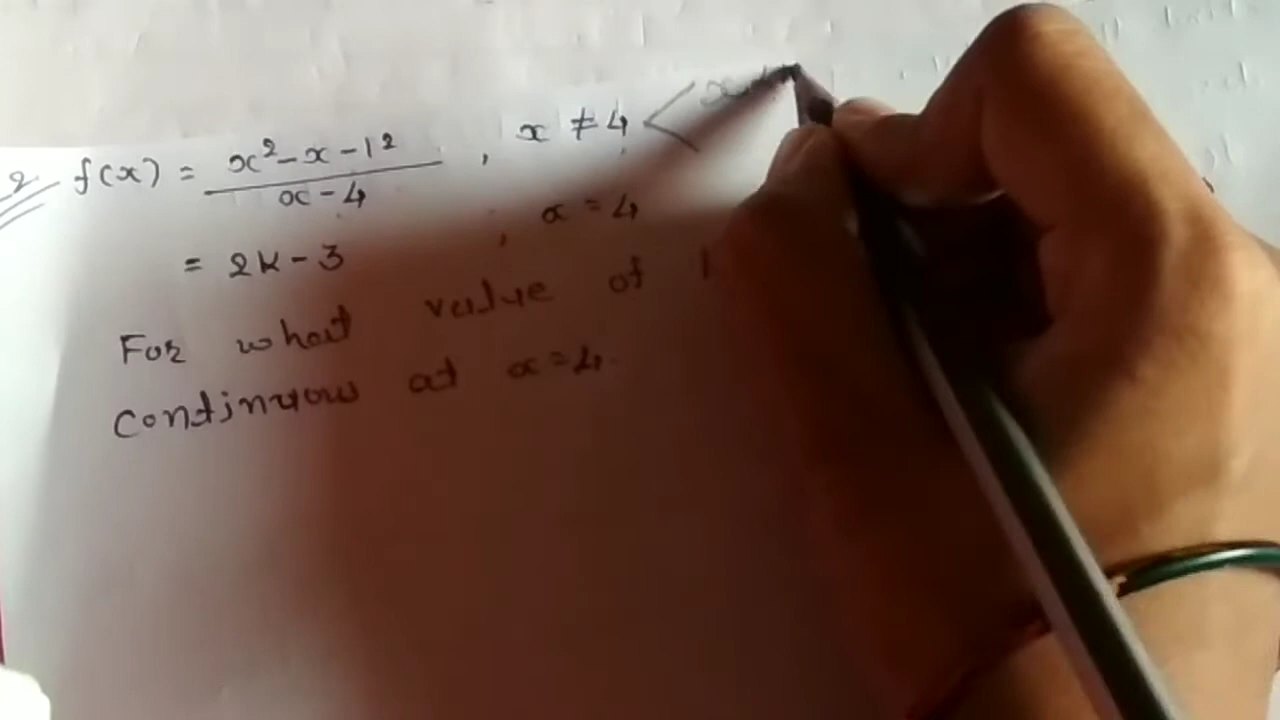 2 f(x) = x²-x-12 / x-4 , x ≠ 4
= 2k-3 , x = 4
For what value of
continuous at x=4.